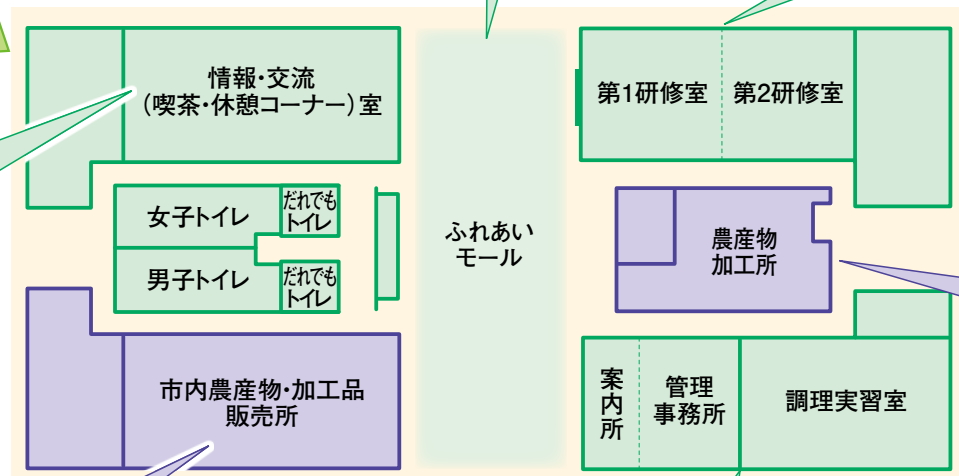 情報・交流
(喫茶・休憩コーナー)室
女子トイレ
だれでも
トイレ
男子トイレ
だれでも
トイレ
市内農産物・加工品
販売所
ふれあい
モール
第1研修室
第2研修室
農産物
加工所
案内所
管理
事務所
調理実習室